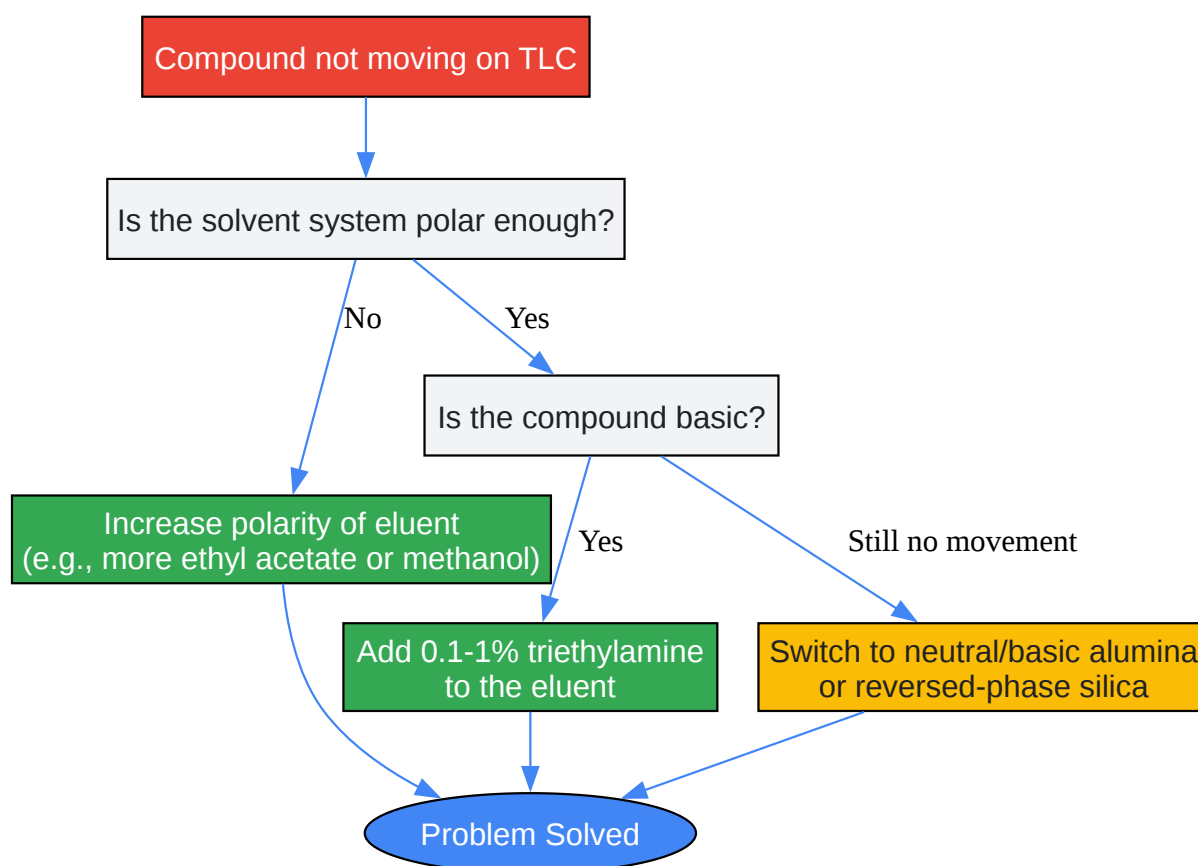 Compound not moving on TLC
Is the solvent system polar enough?
No
Yes
Is the compound basic?
Increase polarity of eluent
(e.g., more ethyl acetate or methanol)
Yes
Still no movement
Add 0.1-1% triethylamine
to the eluent
Switch to neutral/basic alumina
or reversed-phase silica
Problem Solved